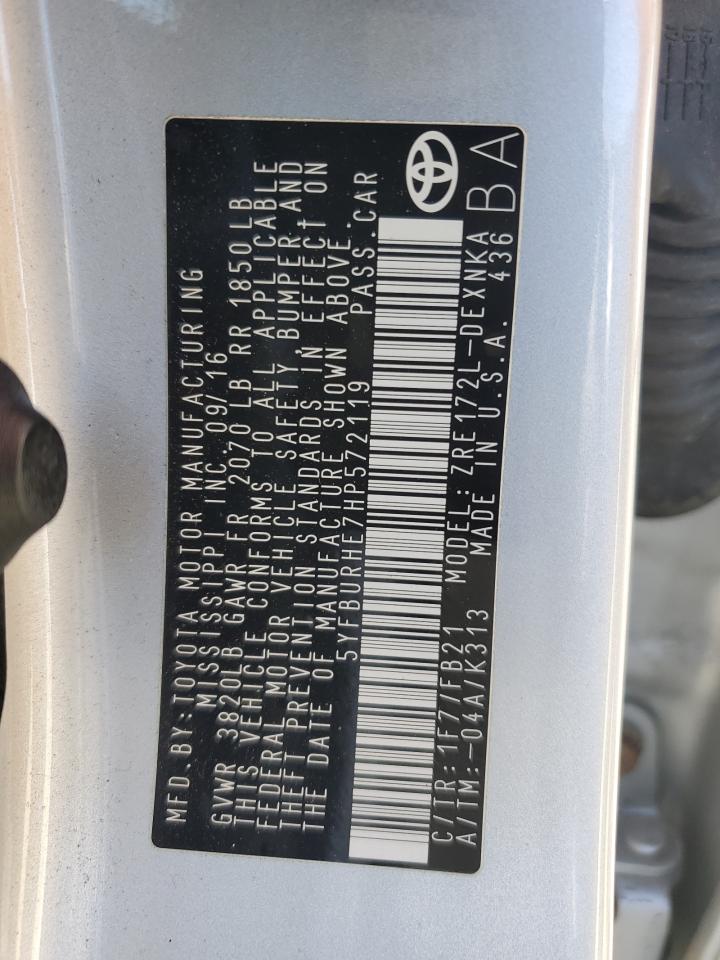 MFD.BY:TOYOTA MOTOR MANUFACTURING
MISSISSIPPI INC. 09/16
GVWR 3820LB GAWR FR 2070 LB RR 1850 LB
THIS VEHICLE CONFORMS TO ALL APPLICABLE
FEDERAL MOTOR VEHICLE SAFETY, BUMPER, AND
THEFT PREVENTION STANDARDS IN EFFECT ON
THE DATE OF MANUFACTURE SHOWN ABOVE.
5YFBURHE7HP572119 PASS.CAR
C/TR:1F7/FB21 MODEL:ZRE172L-DEXNKA
A/TM:-04A/K313 MADE IN U.S.A. 436
BA